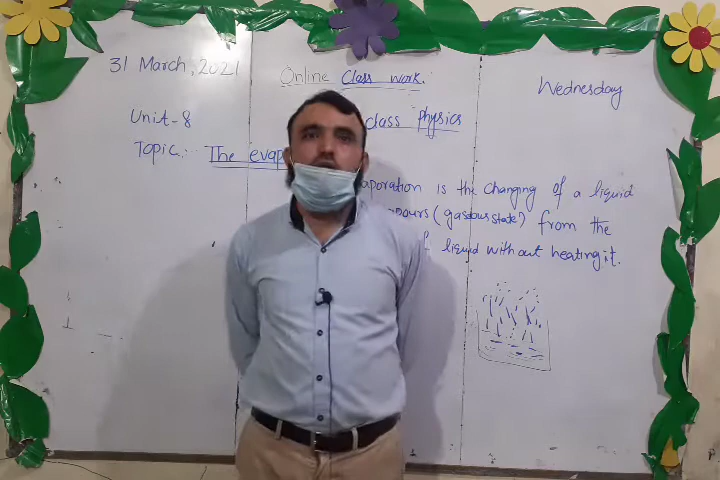 31 March, 2021
Online Class work.
Wednesday
Unit-8
class physics
Topic:- The evap
aporation is the changing of a liquid
apours (gaseous state) from the
f liquid without heating it.